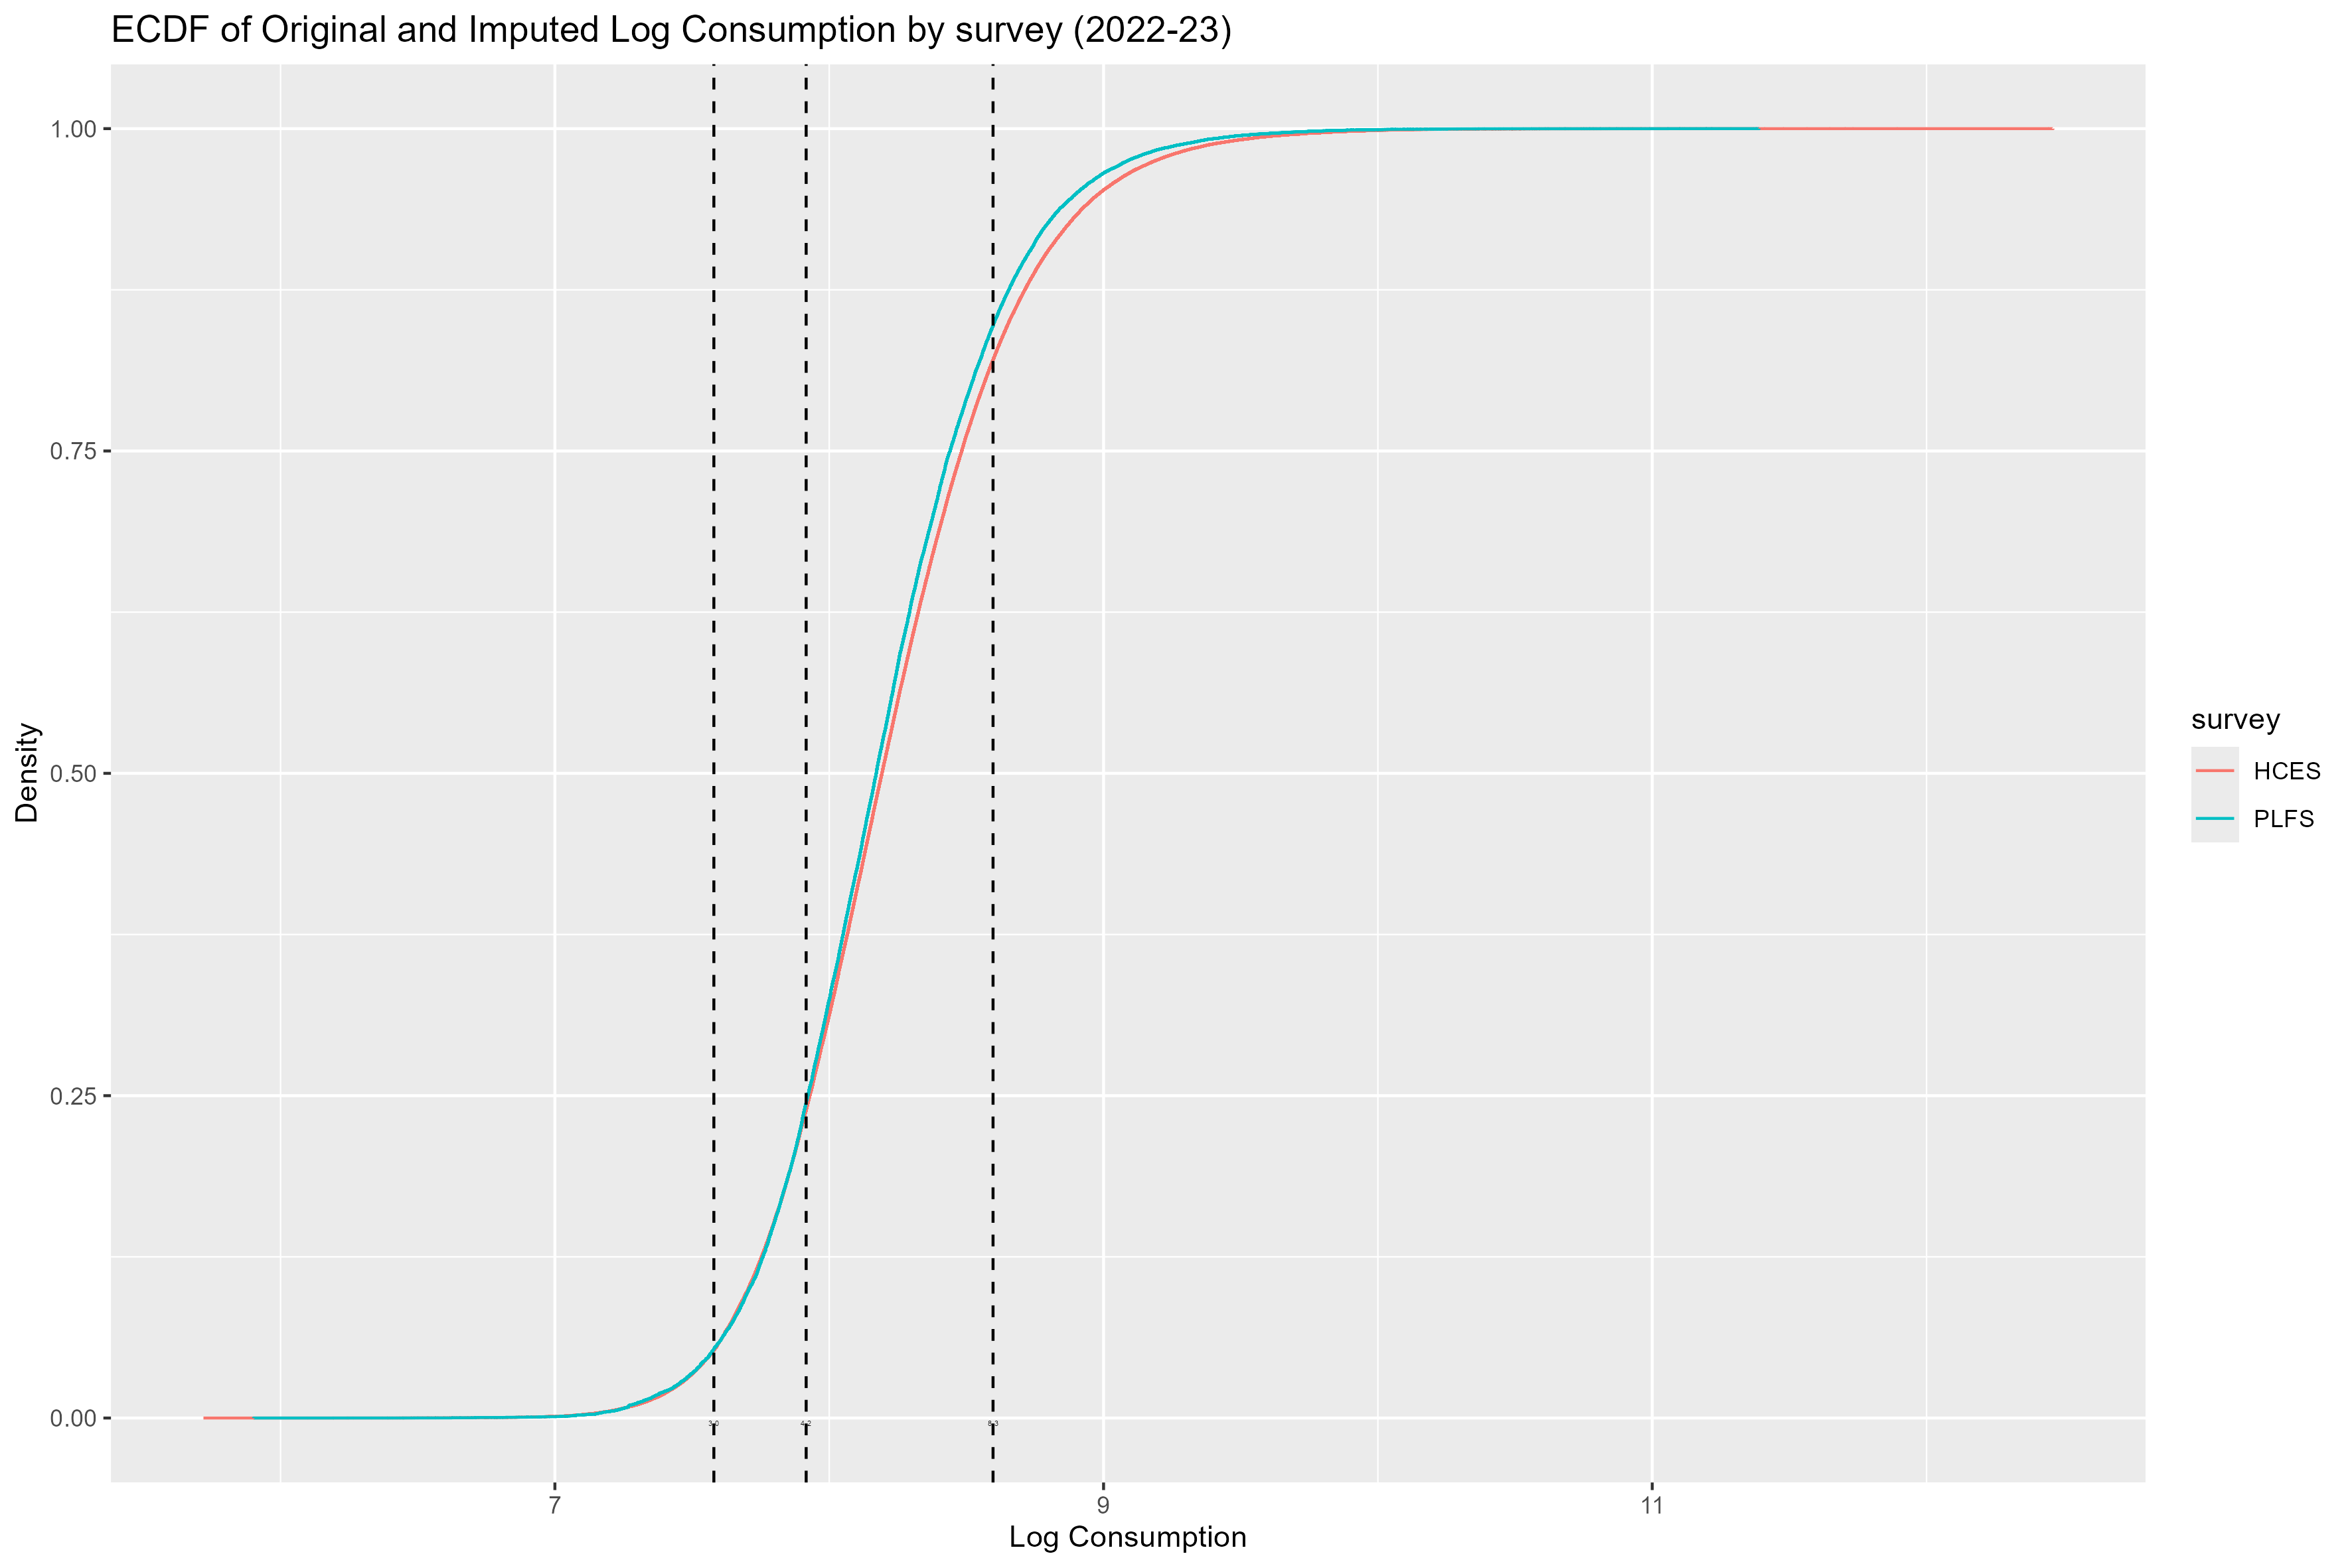 ECDF of Original and Imputed Log Consumption by survey (2022-23)
1.00
0.75
0.50
0.25
0.00
Density
7
9
11
Log Consumption
survey
HCES
PLFS